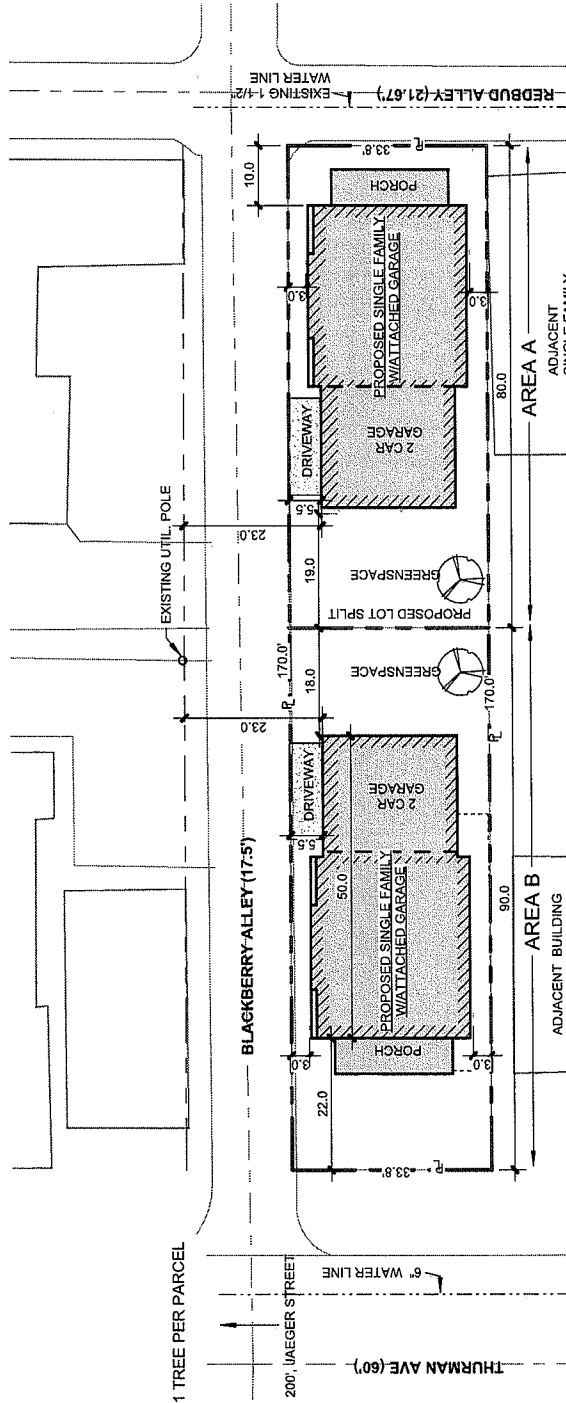 1 TREE PER PARCEL
200', JAEGER STREET
THURMAN AVE (60')
6" WATER LINE
BLACKBERRY ALLEY (17.5')
EXISTING UTIL. POLE
EXISTING 1 1/2"
WATER LINE
REDBUD ALLEY (21.67')
33.8'
PL
22.0
3.0
3.0
PORCH
PROPOSED SINGLE FAMILY
W/ATTACHED GARAGE
50.0
2 CAR
GARAGE
DRIVEWAY
5.5
23.0
18.0
170.0'
PL
GREENSPACE
170.0'
PL
PROPOSED LOT SPLIT
GREENSPACE
19.0
23.0
5.5
DRIVEWAY
2 CAR
GARAGE
PROPOSED SINGLE FAMILY
W/ATTACHED GARAGE
3.0
3.0
PORCH
10.0
33.8'
PL
90.0
AREA B
ADJACENT BUILDING
80.0
AREA A
ADJACENT